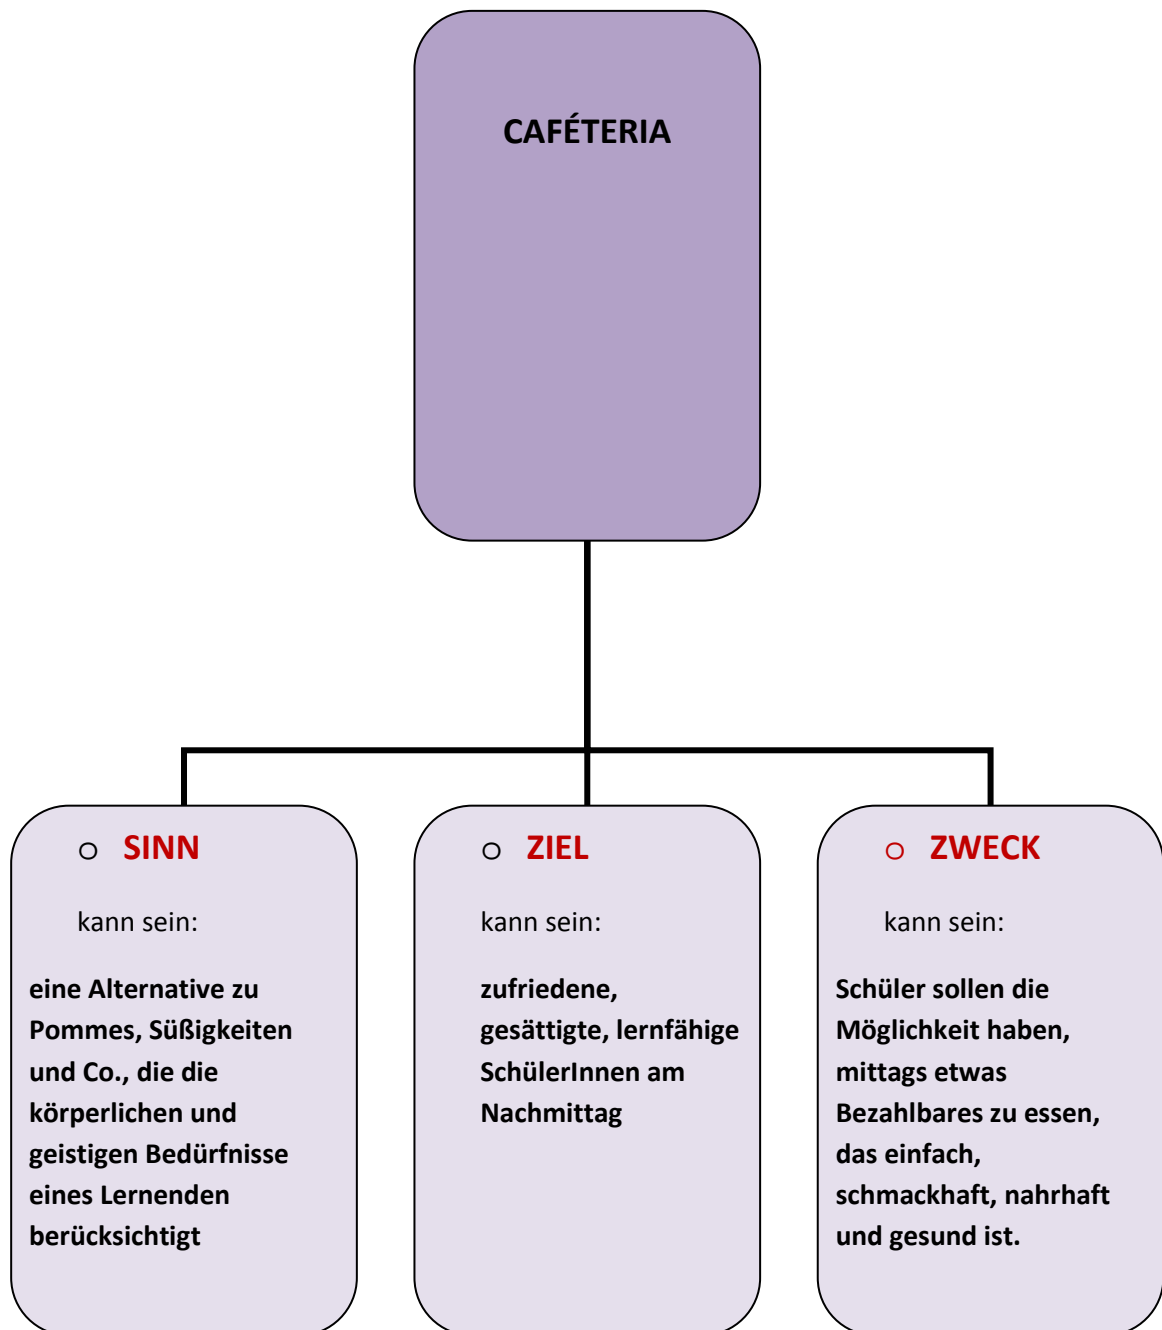 CAFÉTERIA
o SINN
kann sein:
eine Alternative zu
Pommes, Süßigkeiten
und Co., die die
körperlichen und
geistigen Bedürfnisse
eines Lernenden
berücksichtigt
o ZIEL
kann sein:
zufriedene,
gesättigte, lernfähige
SchülerInnen am
Nachmittag
o ZWECK
kann sein:
Schüler sollen die
Möglichkeit haben,
mittags etwas
Bezahlbares zu essen,
das einfach,
schmackhaft, nahrhaft
und gesund ist.